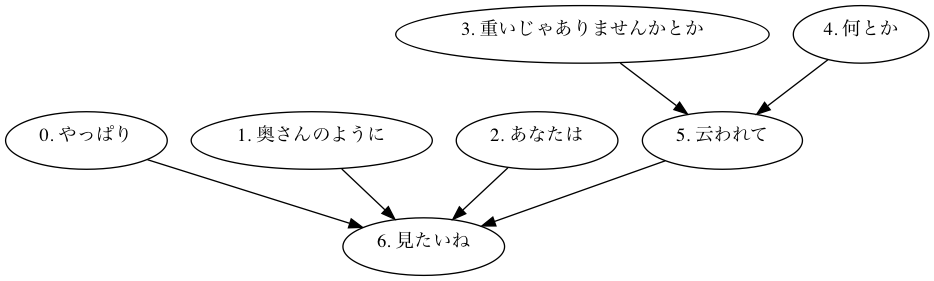 3. 重いじゃありませんかとか
4. 何とか
0. やっぱり
1. 奥さんのように
2. あなたは
5. 云われて
6. 見たいね